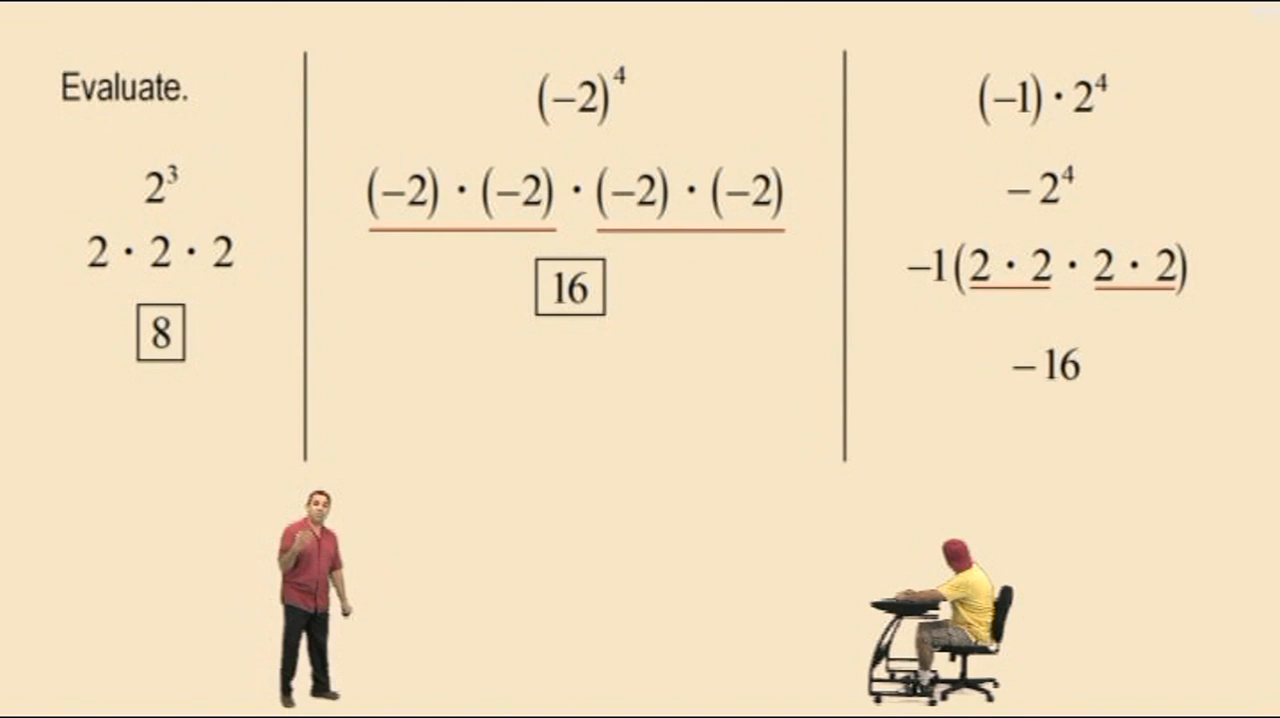 Evaluate.
2³
2 · 2 · 2
8
(–2)⁴
(–2) · (–2) · (–2) · (–2)
16
(–1) · 2⁴
– 2⁴
–1(2 · 2 · 2 · 2)
– 16